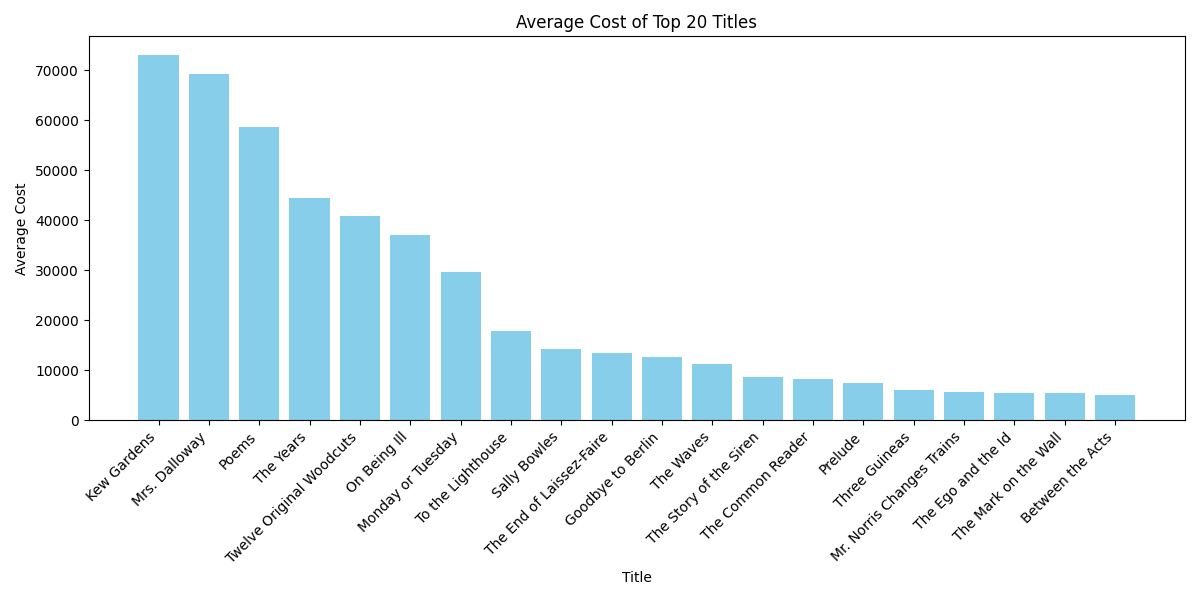 Average Cost of Top 20 Titles
Average Cost
70000
60000
50000
40000
30000
20000
10000
0
Kew Gardens
Mrs. Dalloway
Poems
The Years
Twelve Original Woodcuts
On Being Ill
Monday or Tuesday
To the Lighthouse
Sally Bowles
The End of Laissez-Faire
Goodbye to Berlin
The Waves
The Story of the Siren
The Common Reader
Prelude
Three Guineas
Mr. Norris Changes Trains
The Ego and the Id
The Mark on the Wall
Between the Acts
Title